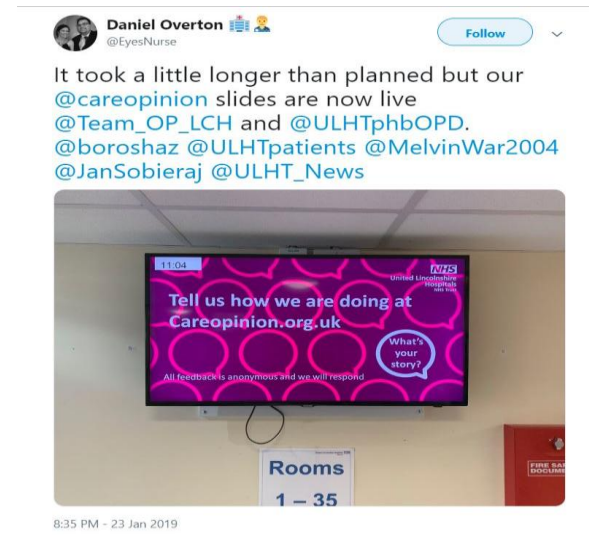 Daniel Overton
@EyesNurse
Follow
It took a little longer than planned but our
@careopinion slides are now live
@Team_OP_LCH and @ULHTphbOPD.
@boroshaz @ULHTpatients @MelvinWar2004
@JanSobieraj @ULHT_News
11:04
NHS
United Lincolnshire
Hospitals
NHS Trust
Tell us how we are doing at
Careopinion.org.uk
What's
your
story?
All feedback is anonymous and we will respond
Rooms
1 – 35
FIRE
8:35 PM - 23 Jan 2019